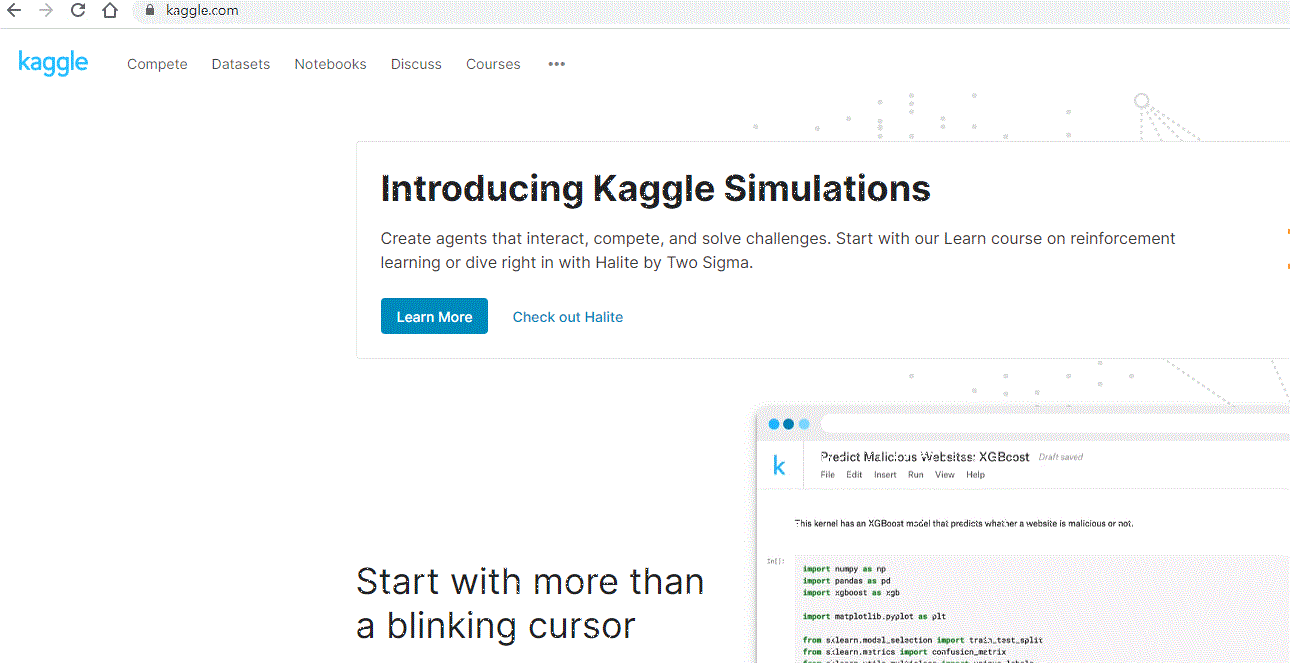 kaggle.com
kaggle Compete Datasets Notebooks Discuss Courses
Introducing Kaggle Simulations
Create agents that interact, compete, and solve challenges. Start with our Learn course on reinforcement
learning or dive right in with Halite by Two Sigma.
Learn More Check out Halite
k
Predict Malicious Websites: XGBoost Draft saved
File Edit Insert Run View Help
This kernel has an XGBoost model that predicts whether a website is malicious or not.
In[]:
import numpy as np
import pandas as pd
import xgboost as xgb
Start with more than
a blinking cursor
import matplotlib.pyplot as plt
from sklearn.model_selection import train_test_split
from sklearn.metrics import confusion_metrix